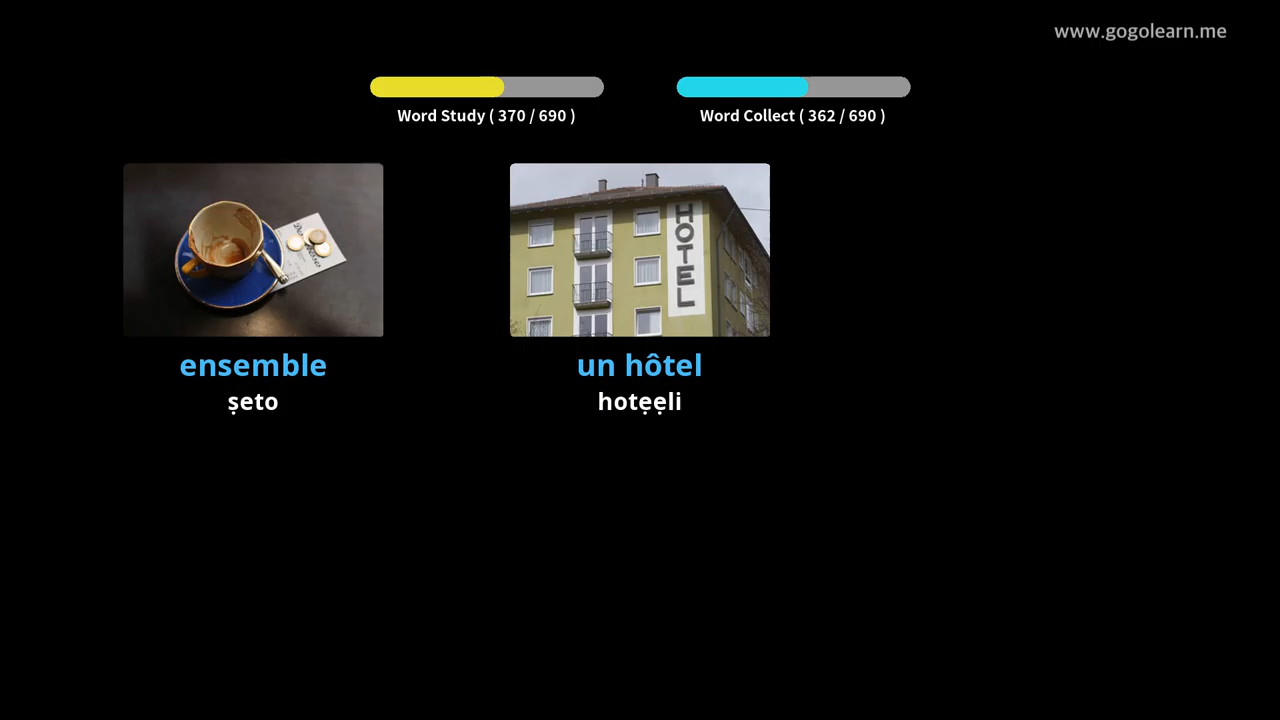 www.gogolearn.me
Word Study ( 370 / 690 )
Word Collect ( 362 / 690 )
HOTEL
ensemble
un hôtel
ṣeto
hotẹẹli